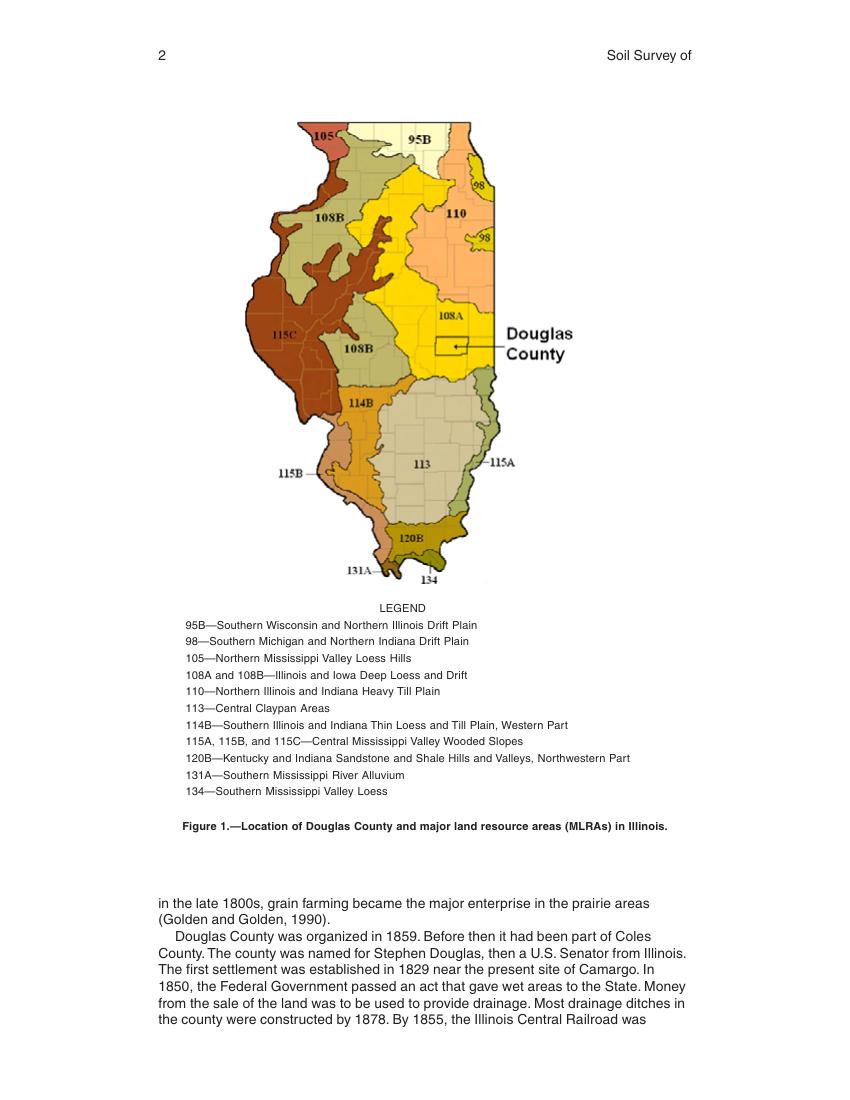 2
Soil Survey of
105
95B
98
108B
110
98
108A
Douglas
County
115C
108B
114B
113
115A
115B
120B
131A
134
LEGEND
95B—Southern Wisconsin and Northern Illinois Drift Plain
98—Southern Michigan and Northern Indiana Drift Plain
105—Northern Mississippi Valley Loess Hills
108A and 108B—Illinois and Iowa Deep Loess and Drift
110—Northern Illinois and Indiana Heavy Till Plain
113—Central Claypan Areas
114B—Southern Illinois and Indiana Thin Loess and Till Plain, Western Part
115A, 115B, and 115C—Central Mississippi Valley Wooded Slopes
120B—Kentucky and Indiana Sandstone and Shale Hills and Valleys, Northwestern Part
131A—Southern Mississippi River Alluvium
134—Southern Mississippi Valley Loess
Figure 1.—Location of Douglas County and major land resource areas (MLRAs) in Illinois.
in the late 1800s, grain farming became the major enterprise in the prairie areas
(Golden and Golden, 1990).
Douglas County was organized in 1859. Before then it had been part of Coles
County. The county was named for Stephen Douglas, then a U.S. Senator from Illinois.
The first settlement was established in 1829 near the present site of Camargo. In
1850, the Federal Government passed an act that gave wet areas to the State. Money
from the sale of the land was to be used to provide drainage. Most drainage ditches in
the county were constructed by 1878. By 1855, the Illinois Central Railroad was